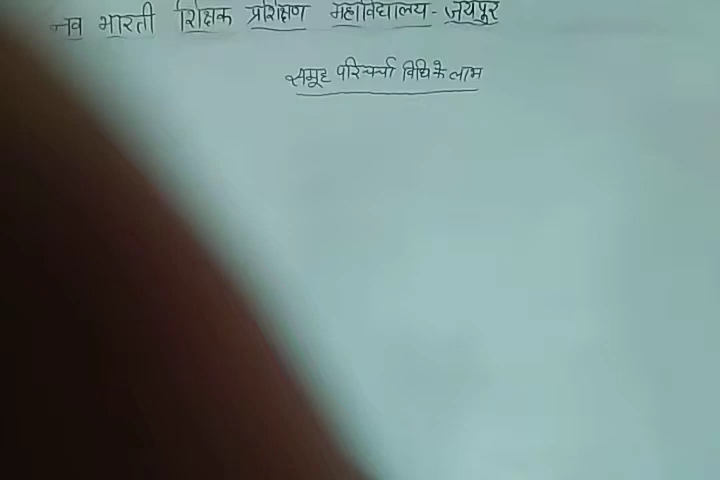 नव भारती शिक्षक प्रशिक्षण महाविद्यालय - जयपुर
समूह परिचर्चा विधि के लाभ